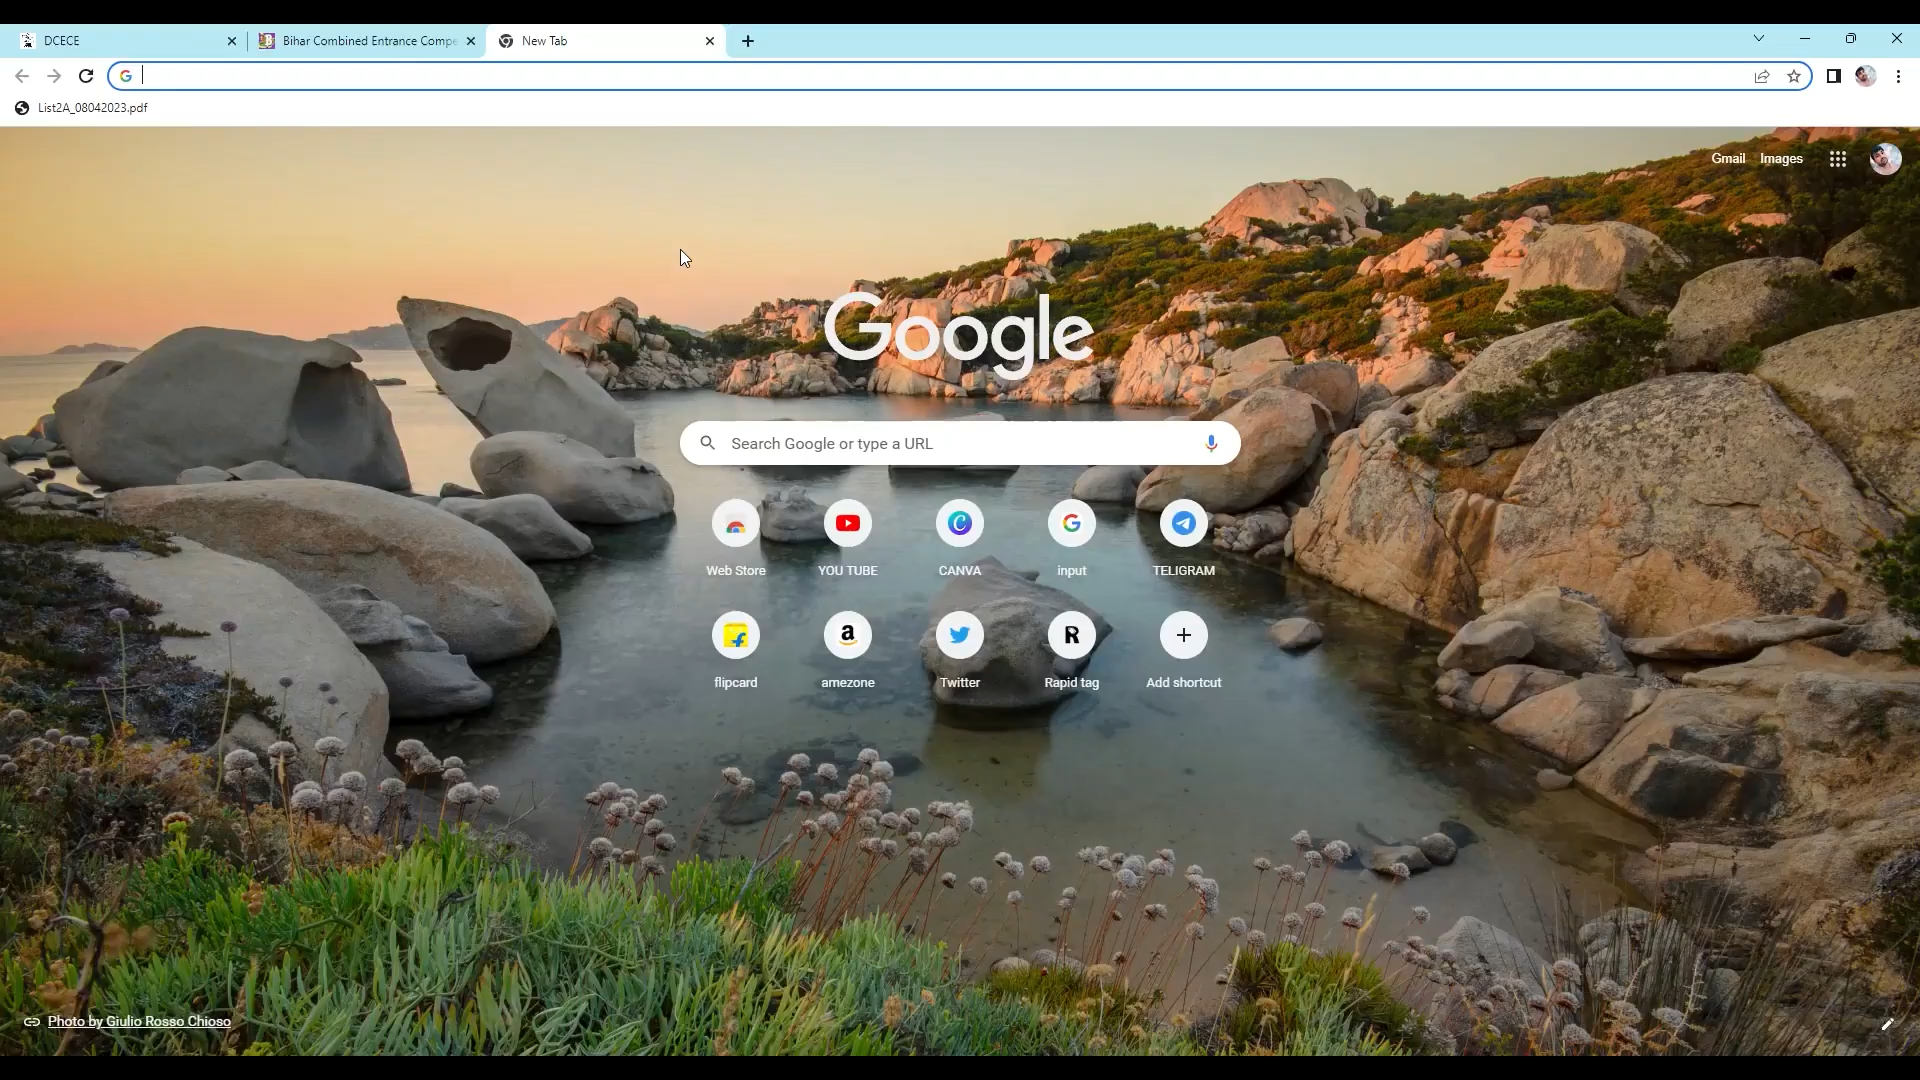 DCECE
Bihar Combined Entrance Compe
New Tab
List2A_08042023.pdf
Gmail
Images
Google
Search Google or type a URL
Web Store
YOU TUBE
CANVA
input
TELIGRAM
flipcard
amezone
Twitter
Rapid tag
Add shortcut
Photo by Giulio Rosso Chioso